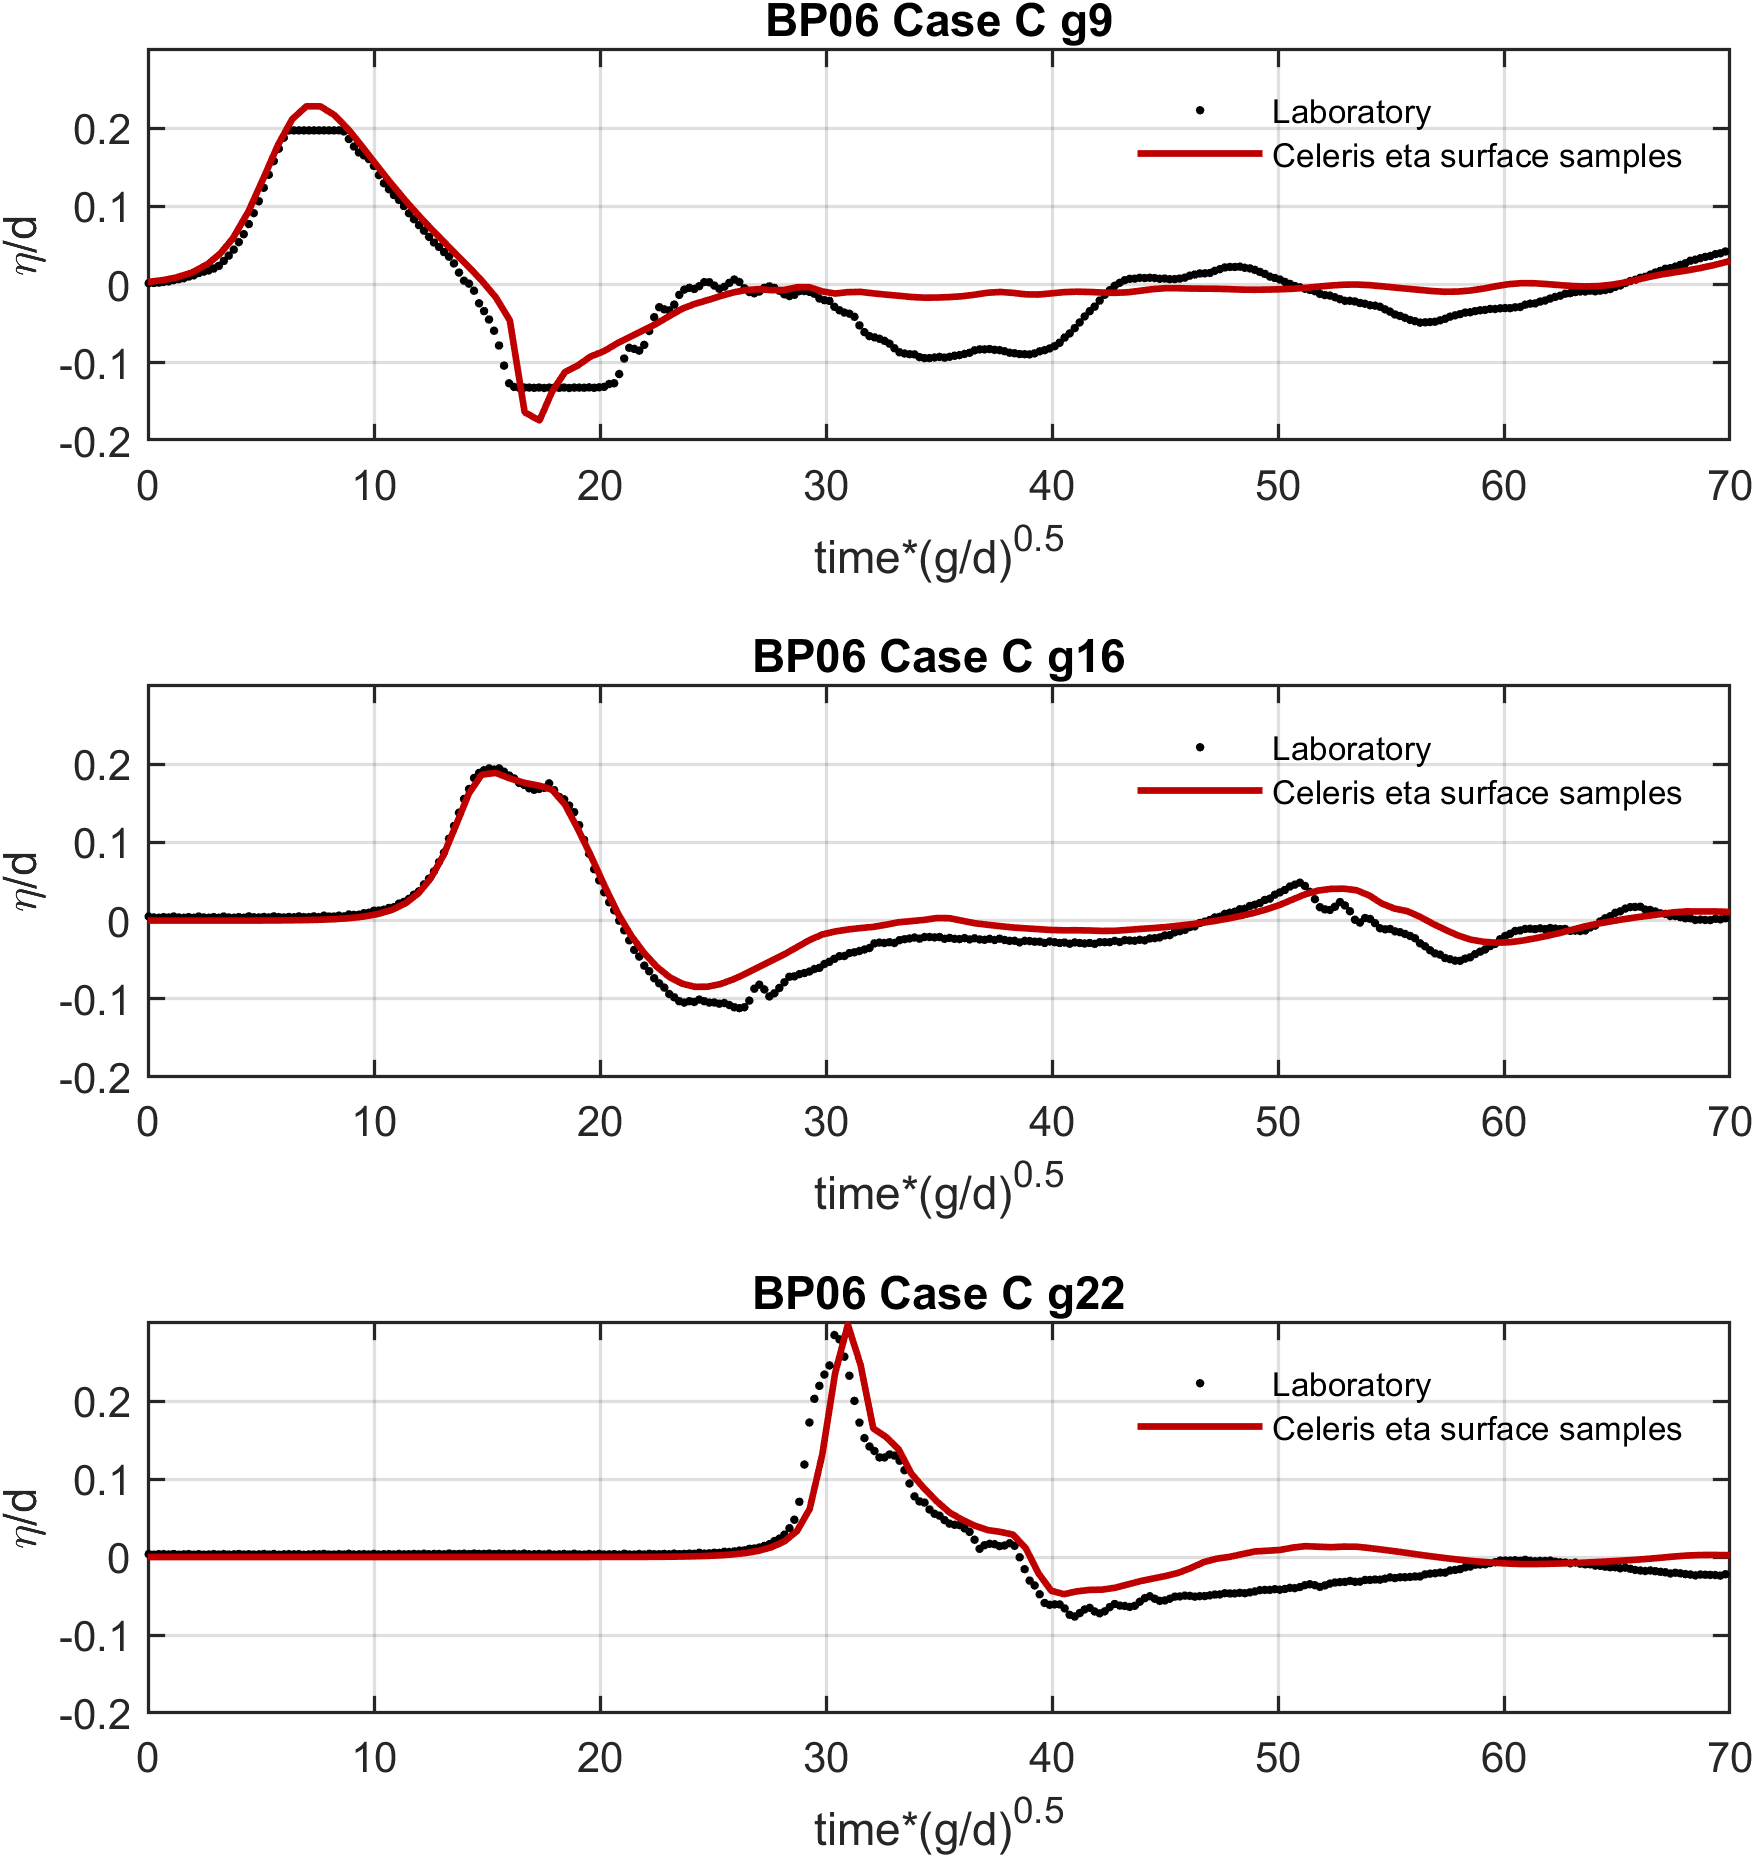 BP06 Case C g9
0.2
0.1
0
-0.1
-0.2
η/d
Laboratory
Celeris eta surface samples
0 10 20 30 40 50 60 70
time*(g/d)^0.5
BP06 Case C g16
0.2
0.1
0
-0.1
-0.2
η/d
Laboratory
Celeris eta surface samples
0 10 20 30 40 50 60 70
time*(g/d)^0.5
BP06 Case C g22
0.2
0.1
0
-0.1
-0.2
η/d
Laboratory
Celeris eta surface samples
0 10 20 30 40 50 60 70
time*(g/d)^0.5